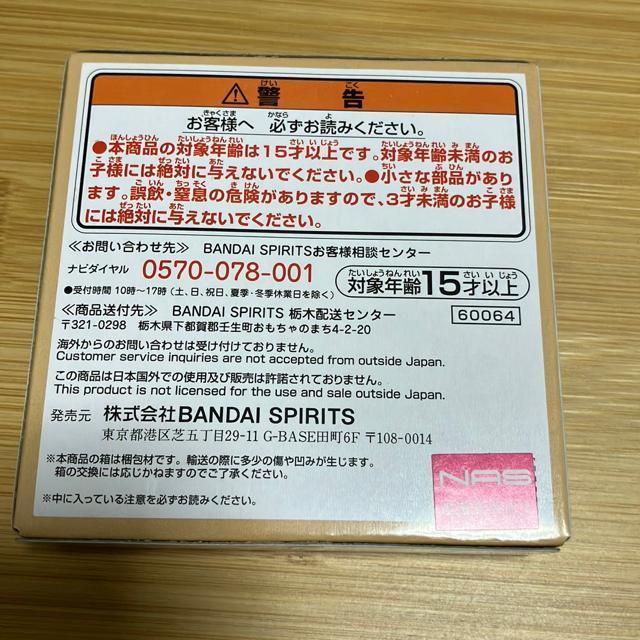 ⚠警告
お客様へ 必ずお読みください。
●本商品の対象年齢は15才以上です。対象年齢未満のお
子様には絶対に与えないでください。●小さな部品があり
ます。誤飲・窒息の危険がありますので、3才未満のお子様
には絶対に与えないでください。
≪お問い合わせ先≫ BANDAI SPIRITSお客様相談センター
ナビダイヤル 0570-078-001
対象年齢15才以上
●受付時間 10時〜17時(土、日、祝日、夏季・冬季休業日を除く)
≪商品送付先≫ BANDAI SPIRITS 栃木配送センター
60064
〒321-0298 栃木県下都賀郡壬生町おもちゃのまち4-2-20
海外からのお問い合わせは受け付けておりません。
Customer service inquiries are not accepted from outside Japan.
この商品は日本国外での使用及び販売は許諾されておりません。
This product is not licensed for the use and sale outside Japan.
発売元 株式会社BANDAI SPIRITS
東京都港区芝五丁目29-11 G-BASE田町6F 〒108-0014
※本商品の箱は梱包材です。輸送の際に多少の傷や凹みが生じます。
箱の交換には応じかねますのでご了承ください。
※中に入っている注意を必ずお読みください。
NAS